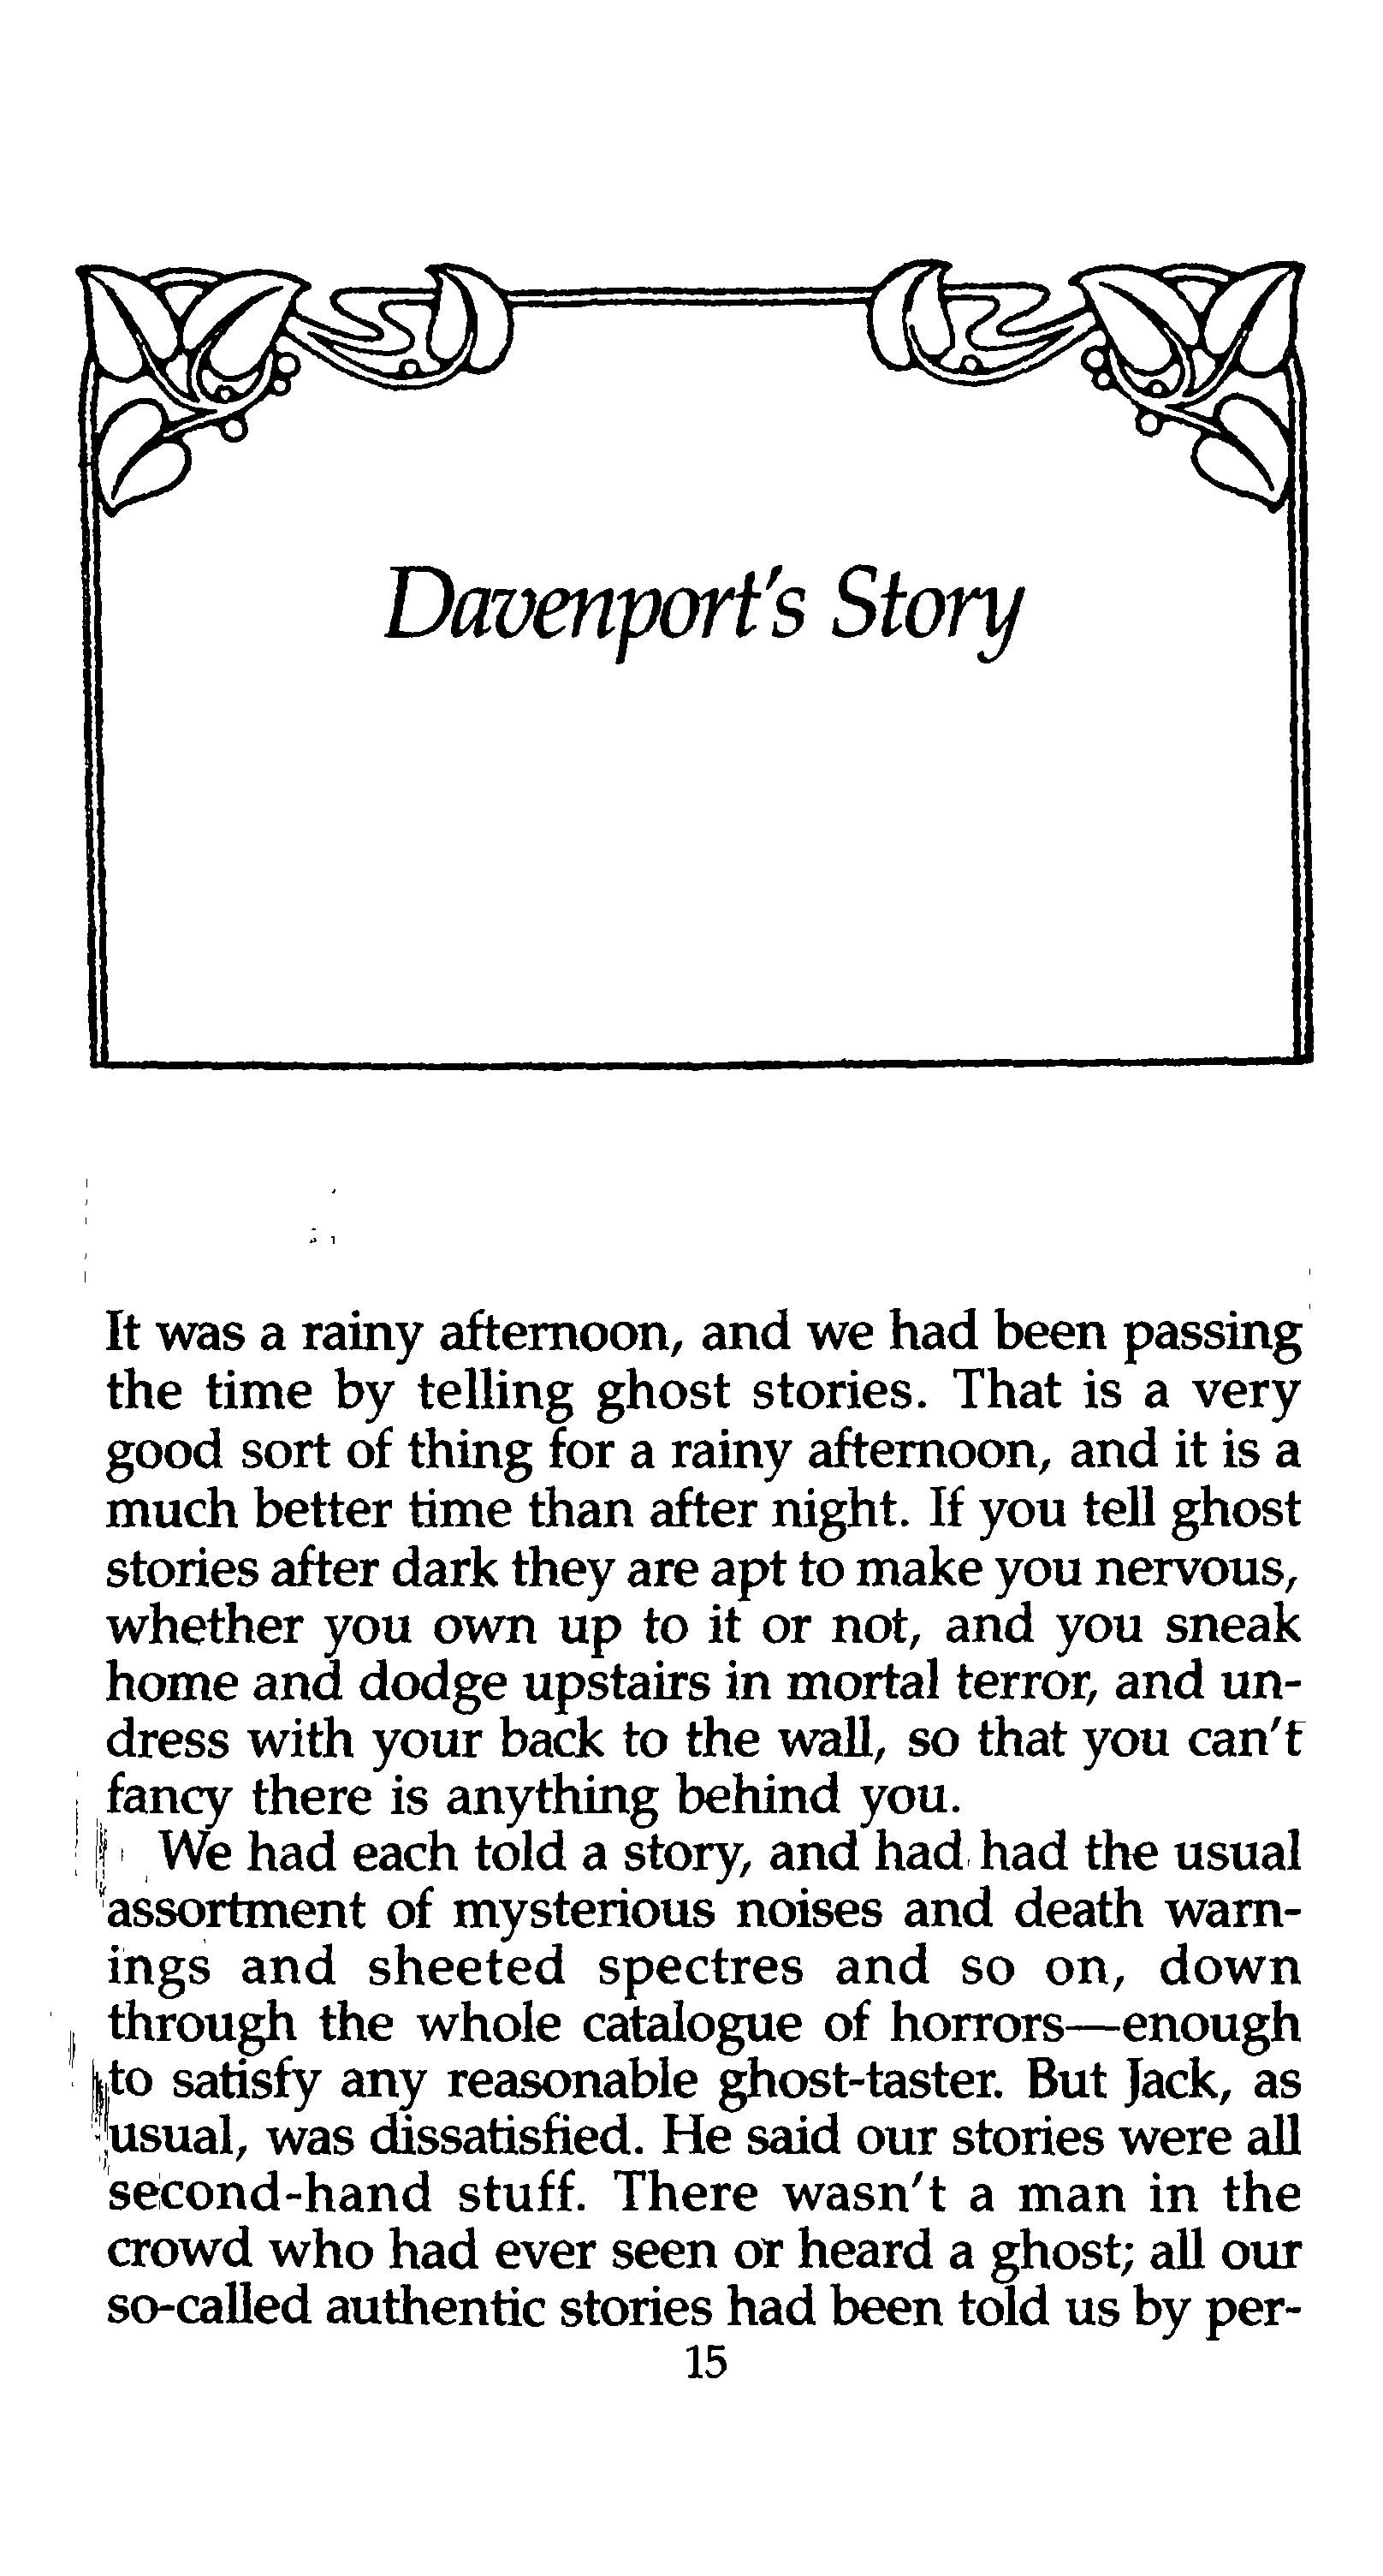 Davenport's Story
It was a rainy afternoon, and we had been passing
the time by telling ghost stories. That is a very
good sort of thing for a rainy afternoon, and it is a
much better time than after night. If you tell ghost
stories after dark they are apt to make you nervous,
whether you own up to it or not, and you sneak
home and dodge upstairs in mortal terror, and un-
dress with your back to the wall, so that you can't
fancy there is anything behind you.
We had each told a story, and had had the usual
assortment of mysterious noises and death warn-
ings and sheeted spectres and so on, down
through the whole catalogue of horrors—enough
to satisfy any reasonable ghost-taster. But Jack, as
usual, was dissatisfied. He said our stories were all
second-hand stuff. There wasn't a man in the
crowd who had ever seen or heard a ghost; all our
so-called authentic stories had been told us by per-
15